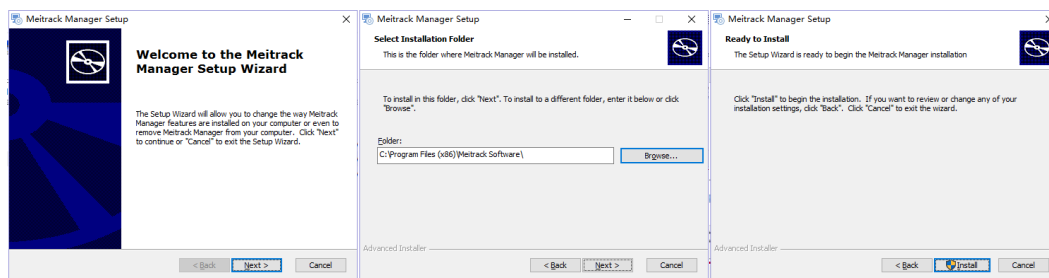 Meitrack Manager Setup
Welcome to the Meitrack
Manager Setup Wizard
The Setup Wizard will allow you to change the way Meitrack
Manager features are installed on your computer or even to
remove Meitrack Manager from your computer. Click "Next"
to continue or "Cancel" to exit the Setup Wizard.
< Back
Next >
Cancel
Meitrack Manager Setup
Select Installation Folder
This is the folder where Meitrack Manager will be installed.
To install in this folder, click "Next". To install to a different folder, enter it below or click
"Browse".
Folder:
C:\Program Files (x86)\Meitrack Software\
Browse...
Advanced Installer
< Back
Next >
Cancel
Meitrack Manager Setup
Ready to Install
The Setup Wizard is ready to begin the Meitrack Manager installation
Click "Install" to begin the installation. If you want to review or change any of your
installation settings, click "Back". Click "Cancel" to exit the wizard.
Advanced Installer
< Back
Install
Cancel